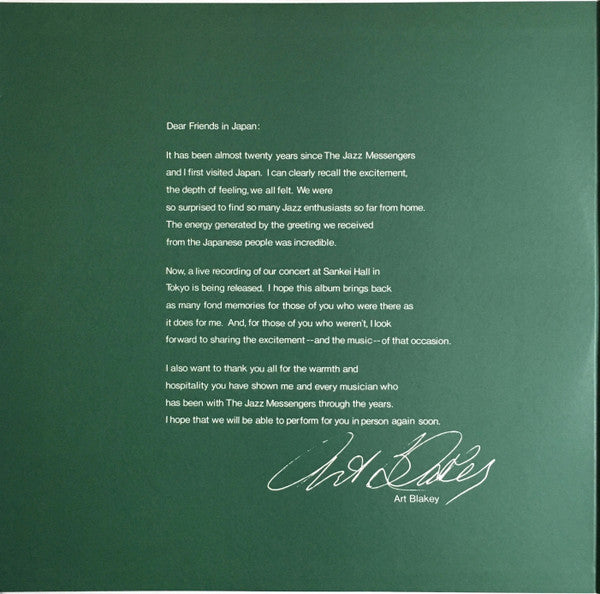 Dear Friends in Japan:
It has been almost twenty years since The Jazz Messengers
and I first visited Japan. I can clearly recall the excitement,
the depth of feeling, we all felt. We were
so surprised to find so many Jazz enthusiasts so far from home.
The energy generated by the greeting we received
from the Japanese people was incredible.
Now, a live recording of our concert at Sankei Hall in
Tokyo is being released. I hope this album brings back
as many fond memories for those of you who were there as
it does for me. And, for those of you who weren't, I look
forward to sharing the excitement--and the music--of that occasion.
I also want to thank you all for the warmth and
hospitality you have shown me and every musician who
has been with The Jazz Messengers through the years.
I hope that we will be able to perform for you in person again soon.
Art Blakey
Art Blakey